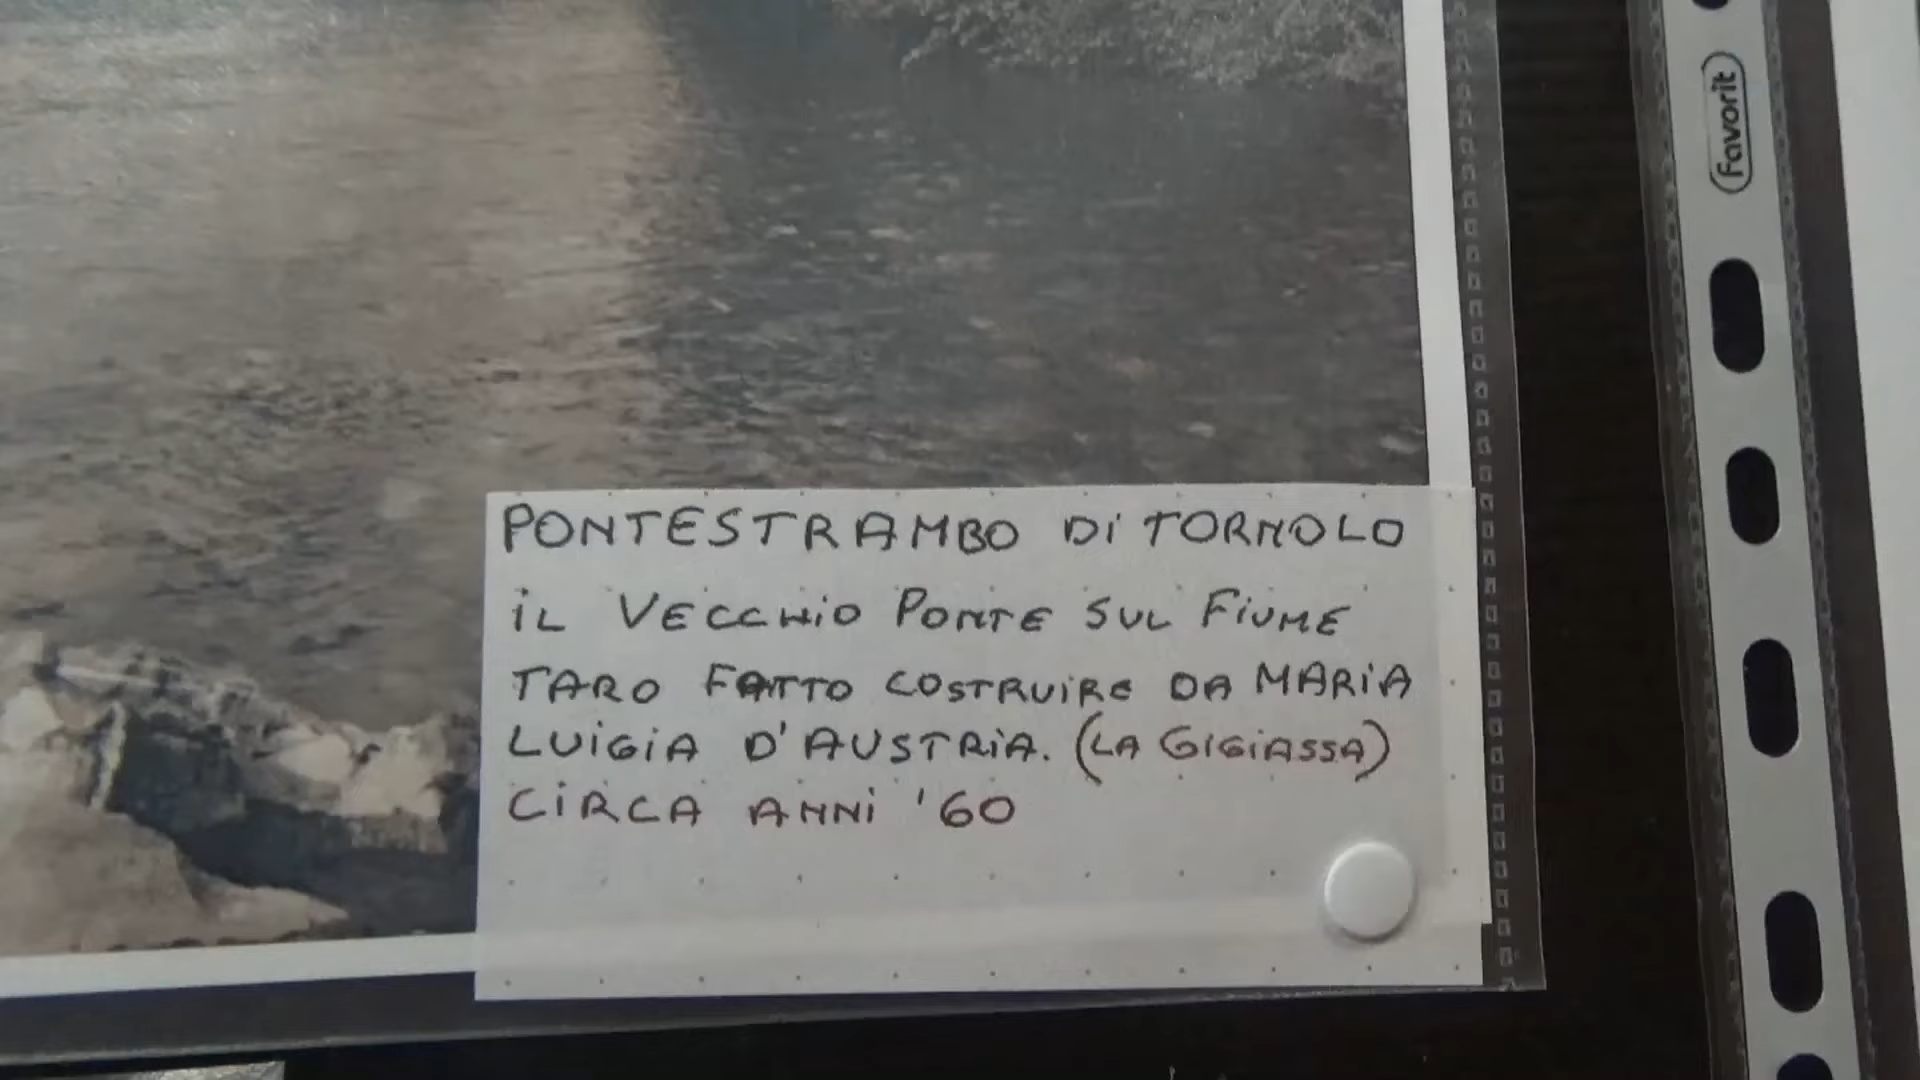 PONTESTRAMBO Di TORNOLO
iL VECCHiO PONTE SUL FiUME
TARO FATTO COSTRUIRE DA MARiA
LUiGiA D'AUSTRiA. (LA GIGiASSA)
CiRCA ANNi '60
Favorit